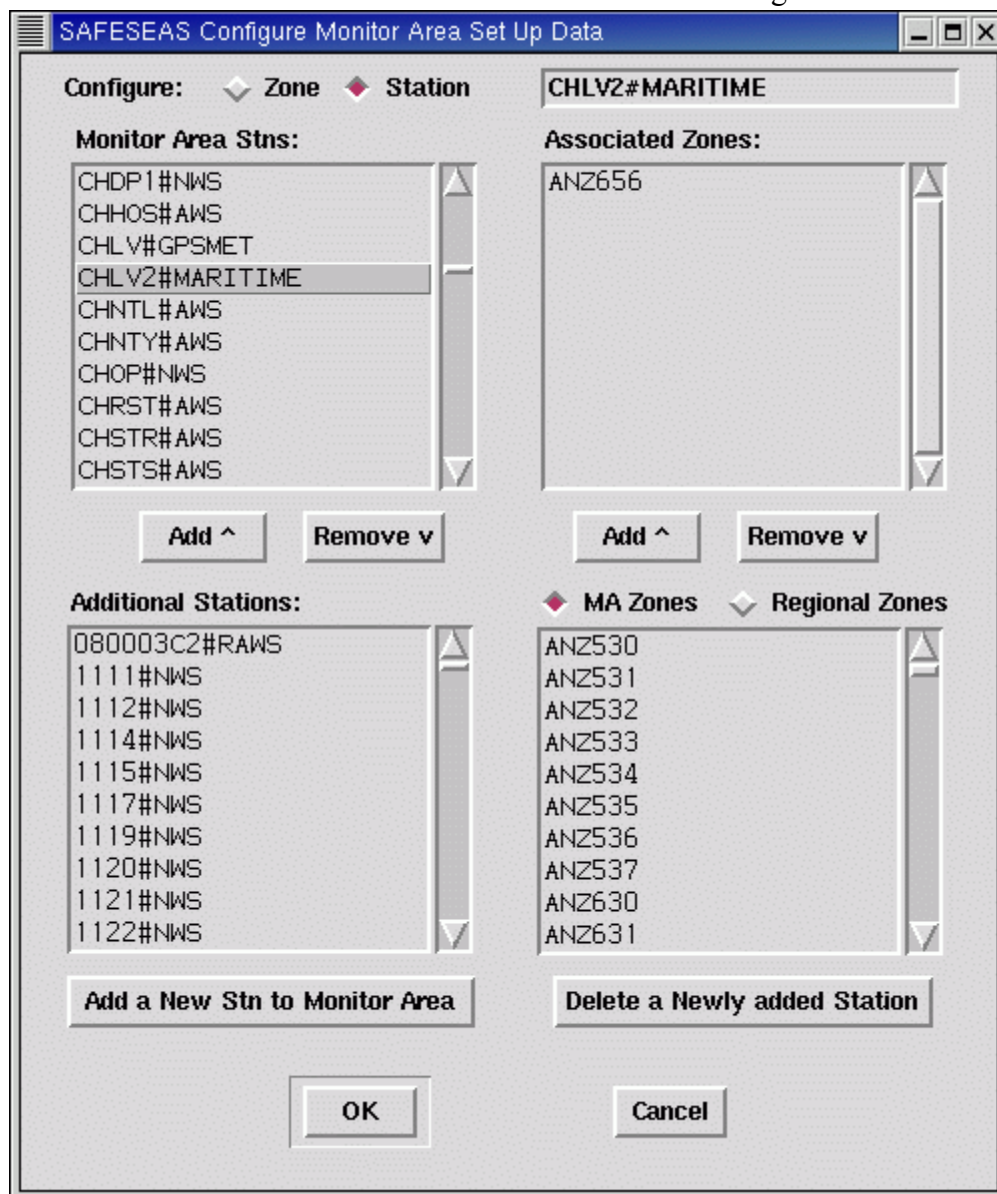 SAFESEAS Configure Monitor Area Set Up Data
Configure: Zone Station
CHLV2#MARITIME
Monitor Area Stns:
CHDP1#NWS
CHHOS#AWS
CHLV#GPSMET
CHLV2#MARITIME
CHNTL#AWS
CHNTY#AWS
CHOP#NWS
CHRST#AWS
CHSTR#AWS
CHSTS#AWS
Add ^ Remove v
Associated Zones:
ANZ656
Add ^ Remove v
Additional Stations:
080003C2#RAWS
1111#NWS
1112#NWS
1114#NWS
1115#NWS
1117#NWS
1119#NWS
1120#NWS
1121#NWS
1122#NWS
MA Zones Regional Zones
ANZ530
ANZ531
ANZ532
ANZ533
ANZ534
ANZ535
ANZ536
ANZ537
ANZ630
ANZ631
Add a New Stn to Monitor Area
Delete a Newly added Station
OK
Cancel